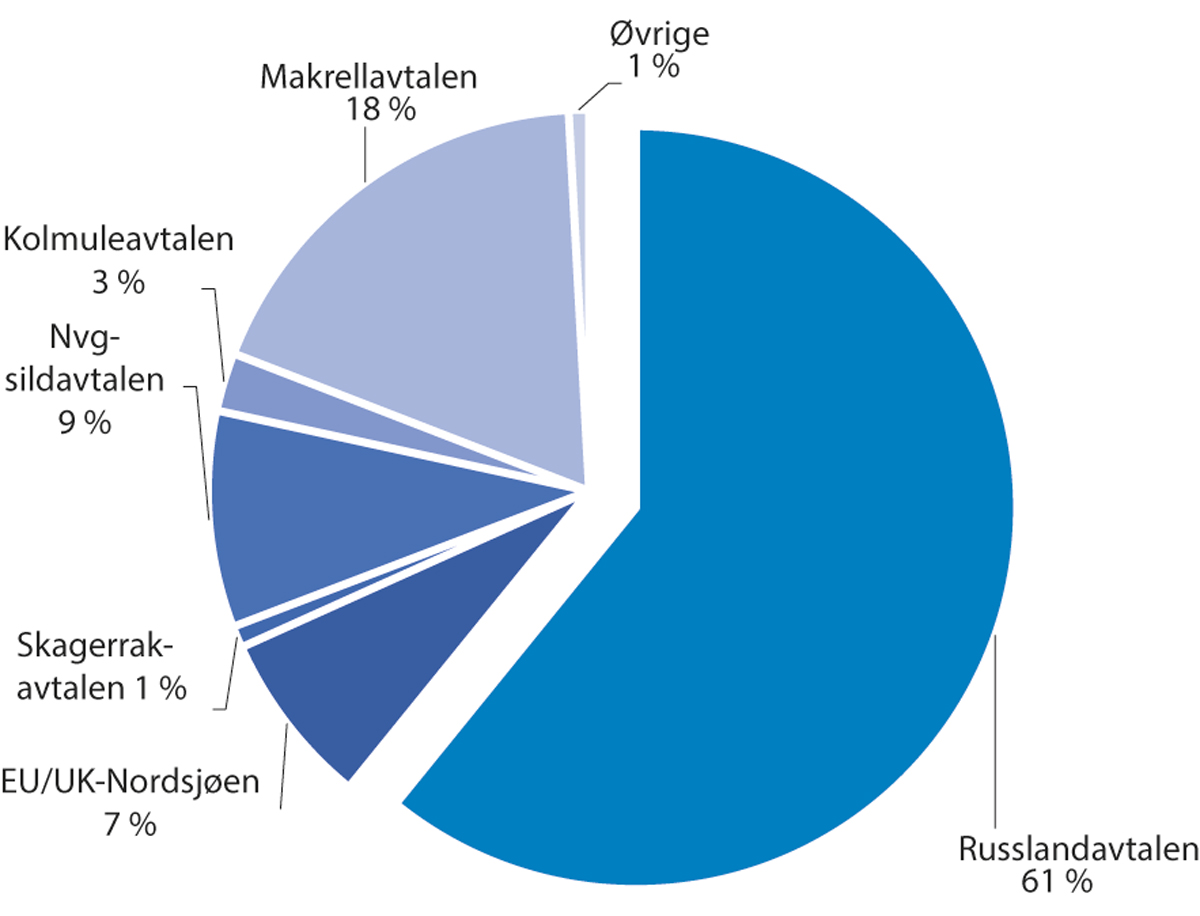 Øvrige
1 %
Makrellavtalen
18 %
Kolmuleavtalen
3 %
Nvg-
sildavtalen
9 %
Skagerrak-
avtalen 1 %
EU/UK-Nordsjøen
7 %
Russlandavtalen
61 %